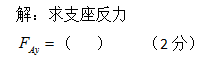 解：求支座反力
F_Ay = （　　）　　（2 分）